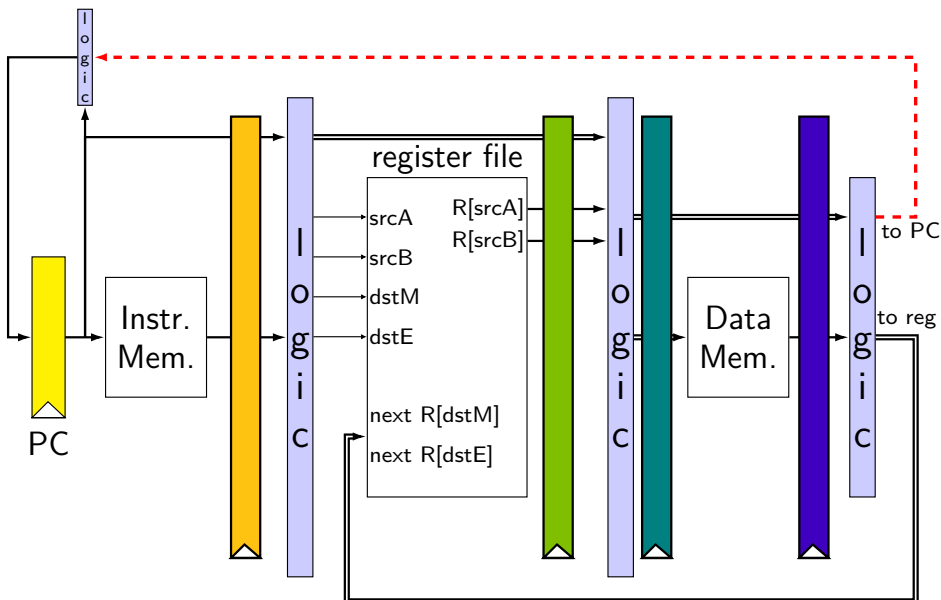 logic
register file
srcA
srcB
dstM
dstE
R[srcA]
R[srcB]
next R[dstM]
next R[dstE]
PC
Instr.
Mem.
logic
logic
Data
Mem.
logic
to PC
to reg